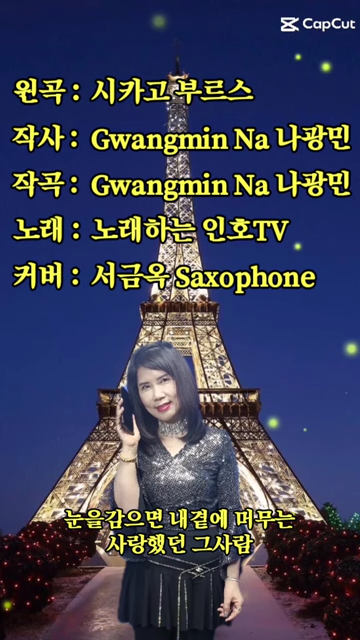 CapCut
원곡 : 시카고 부르스
작사 : Gwangmin Na 나광민
작곡 : Gwangmin Na 나광민
노래 : 노래하는 인호TV
커버 : 서금옥 Saxophone
눈을감으면 내곁에 머무는
사랑했던 그사람